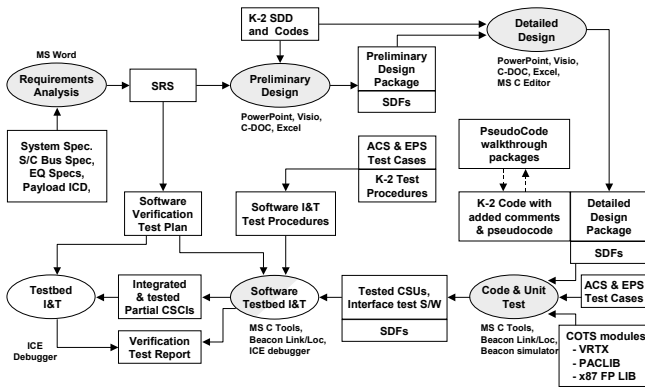 K-2 SDD
and Codes
Detailed
Design
MS Word
Requirements
Analysis
SRS
Preliminary
Design
Preliminary
Design
Package
SDFs
PowerPoint, Visio,
C-DOC, Excel,
MS C Editor
PowerPoint, Visio,
C-DOC, Excel
System Spec.
S/C Bus Spec,
EQ Specs,
Payload ICD,
ACS & EPS
Test Cases
K-2 Test
Procedures
PseudoCode
walkthrough
packages
Software
Verification
Test Plan
Software I&T
Test Procedures
K-2 Code with
added comments
& pseudocode
Detailed
Design
Package
SDFs
Testbed
I&T
Integrated
& tested
Partial CSCIs
Software
Testbed I&T
Tested CSUs,
Interface test S/W
SDFs
Code & Unit
Test
ACS & EPS
Test Cases
ICE
Debugger
Verification
Test Report
MS C Tools,
Beacon Link/Loc,
ICE debugger
MS C Tools,
Beacon Link/Loc,
Beacon simulator
COTS modules
- VRTX
- PACLIB
- x87 FP LIB